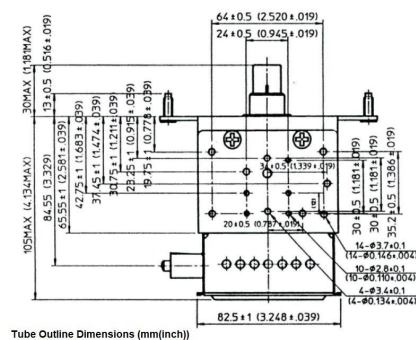 64±0.5 (2.520±.019)
24±0.5 (0.945±.019)
30MAX (1.181MAX)
13±0.5 (0.516±.019)
105MAX (4.134MAX)
84.55 (3.329)
65.55±1 (2.581±.039)
42.75±1 (1.683±.039)
37.45±1 (1.474±.039)
30.75±1 (1.211±.039)
23.25±1 (0.915±.039)
19.75±1 (0.778±.039)
34±0.5 (1.339±.019)
20±0.5 (0.787±.019)
30±0.5 (1.181±.019)
30±0.5 (1.181±.019)
35.2±0.5 (1.386±.019)
14-Ø3.7±0.1
(14-Ø0.146±.004)
10-Ø2.8±0.1
(10-Ø0.110±.004)
4-Ø3.4±0.1
(4-Ø0.134±.004)
82.5±1 (3.248±.039)
Tube Outline Dimensions (mm(inch))